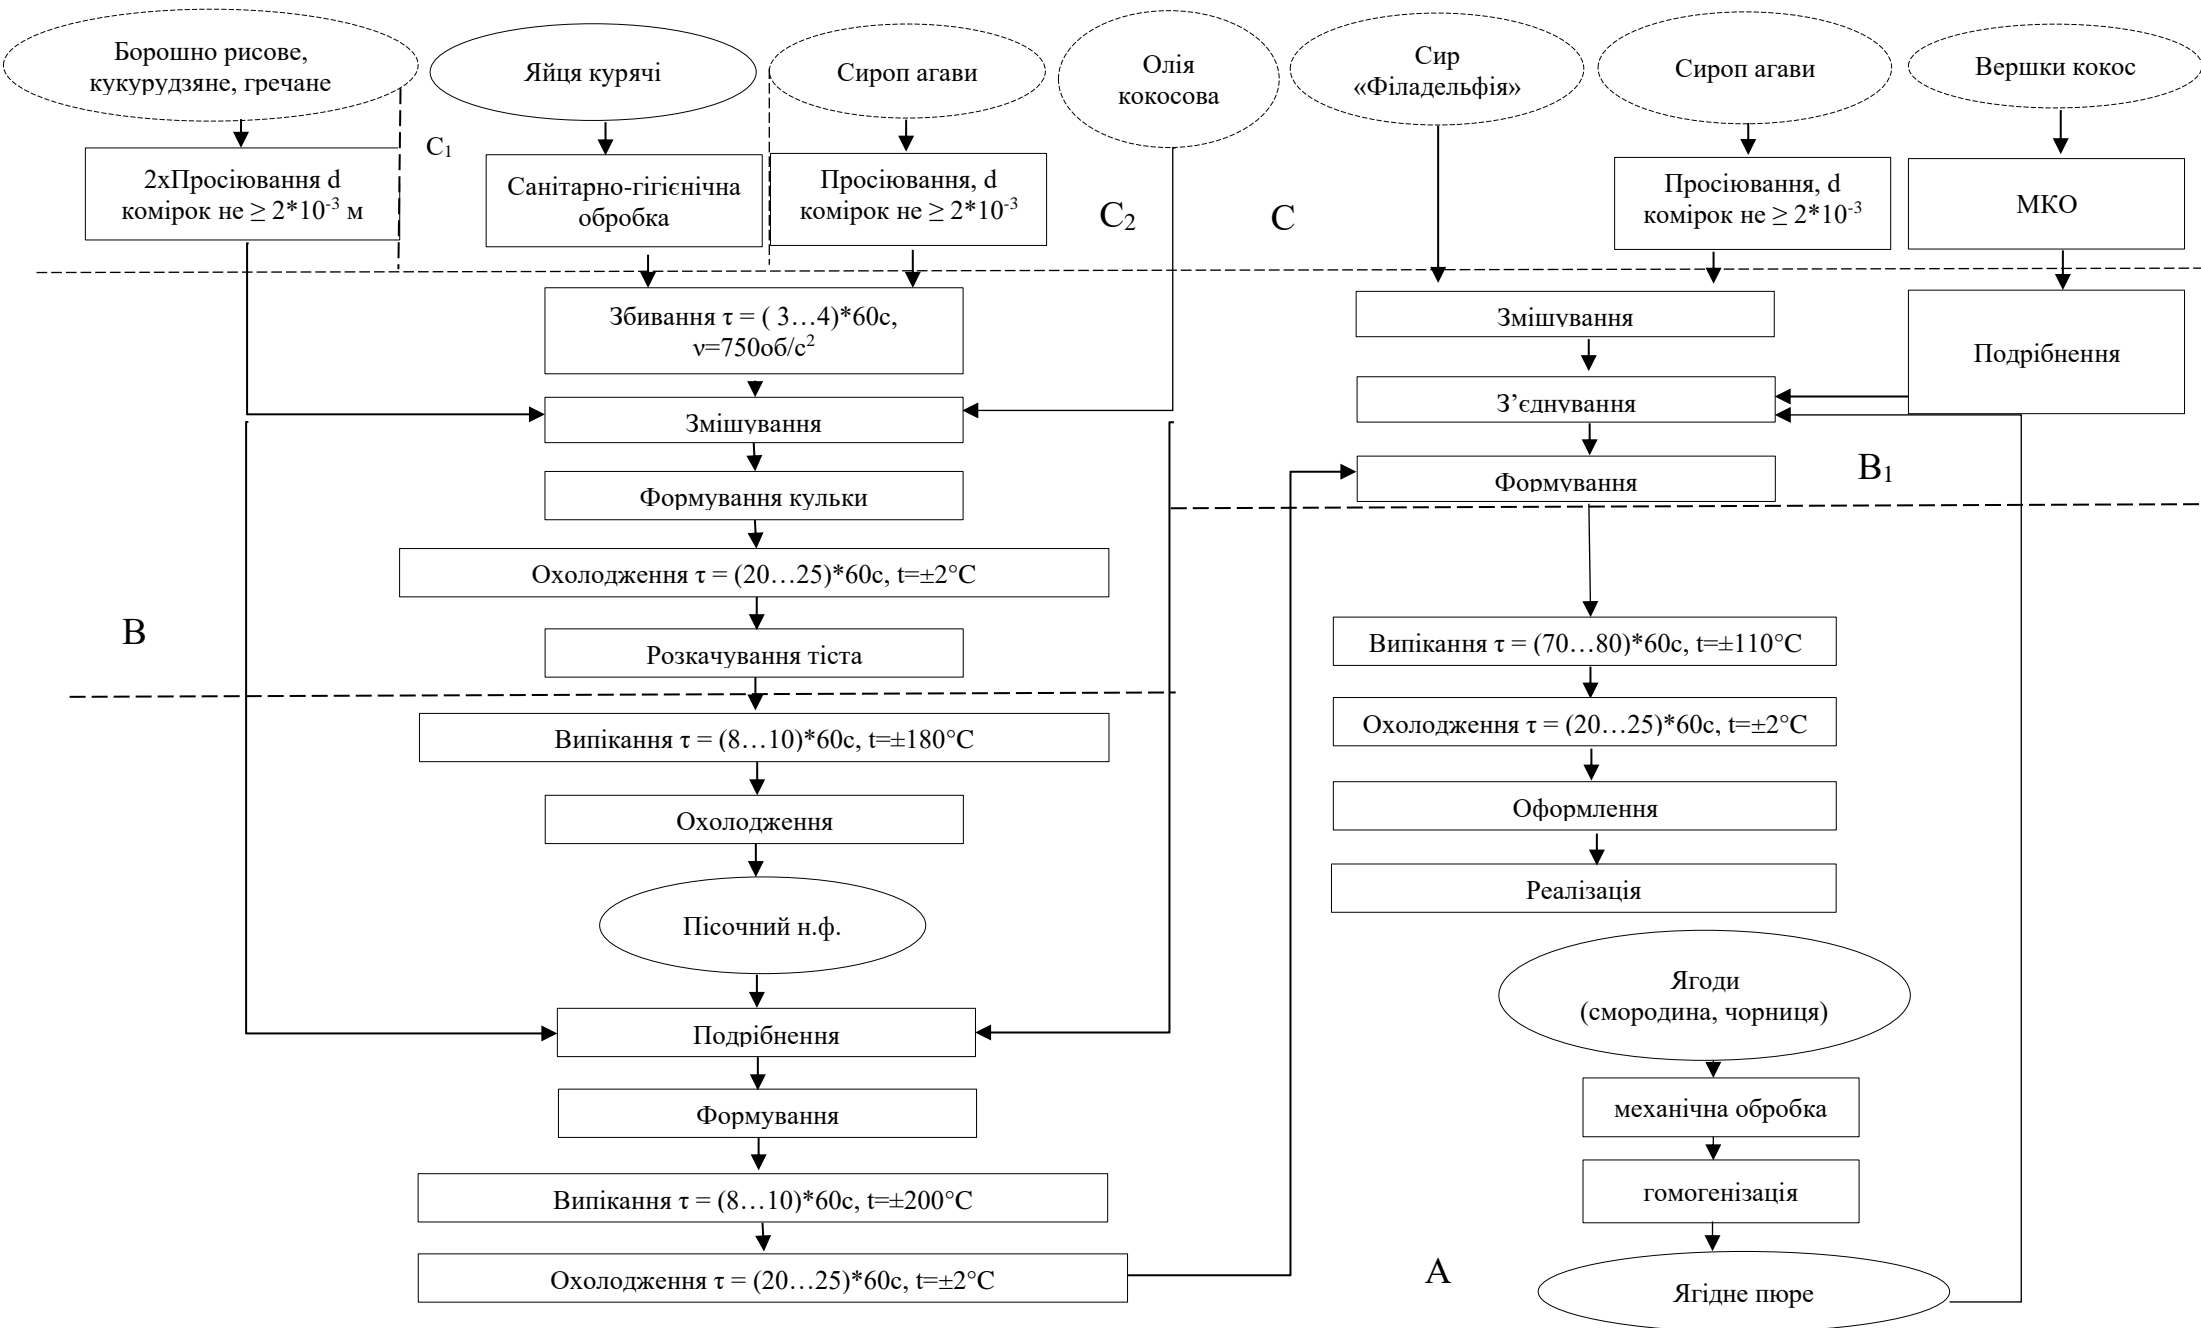 Борошно рисове,
кукурудзяне, гречане
Яйця курячі
Сироп агави
Олія
кокосова
Сир
«Філадельфія»
Сироп агави
Вершки кокос
2хПросіювання d
комірок не ≥ 2*10-3 м
C1
Санітарно-гігієнічна
обробка
Просіювання, d
комірок не ≥ 2*10-3
C2
C
Просіювання, d
комірок не ≥ 2*10-3
МКО
Збивання τ = ( 3…4)*60с,
ν=750об/с2
Змішування
Подрібнення
Змішування
З’єднування
Формування кульки
Формування
B1
Охолодження τ = (20…25)*60с, t=±2°C
B
Розкачування тіста
Випікання τ = (70…80)*60с, t=±110°C
Випікання τ = (8…10)*60с, t=±180°C
Охолодження τ = (20…25)*60с, t=±2°C
Охолодження
Оформлення
Реалізація
Пісочний н.ф.
Ягоди
(смородина, чорниця)
Подрібнення
Формування
механічна обробка
Випікання τ = (8…10)*60с, t=±200°C
гомогенізація
Охолодження τ = (20…25)*60с, t=±2°C
A
Ягідне пюре